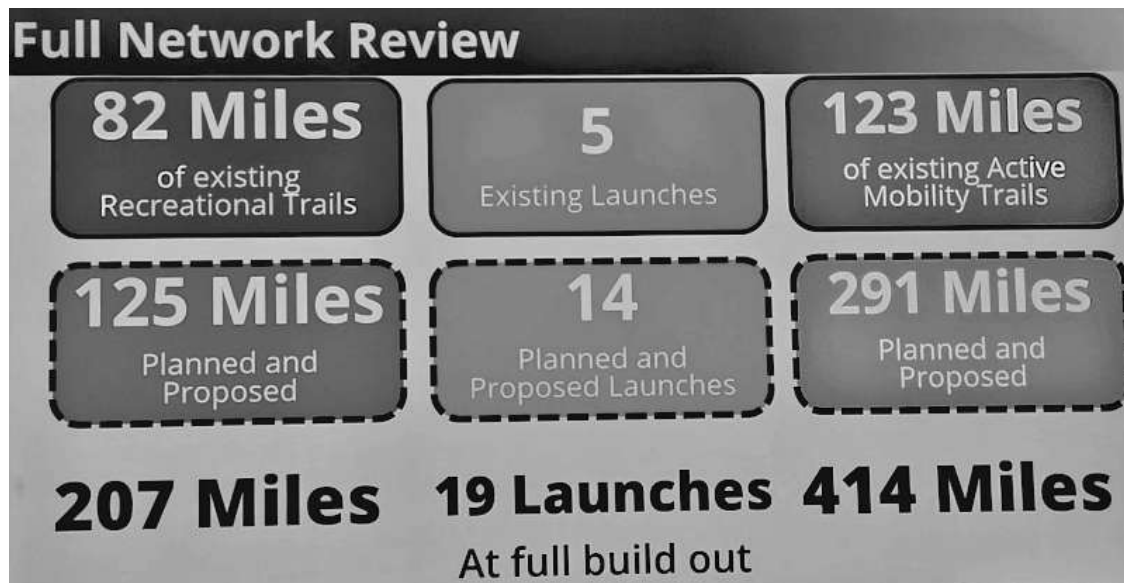 Full Network Review
82 Miles
of existing
Recreational Trails
5
Existing Launches
123 Miles
of existing Active
Mobility Trails
125 Miles
Planned and
Proposed
14
Planned and
Proposed Launches
291 Miles
Planned and
Proposed
207 Miles
19 Launches
414 Miles
At full build out